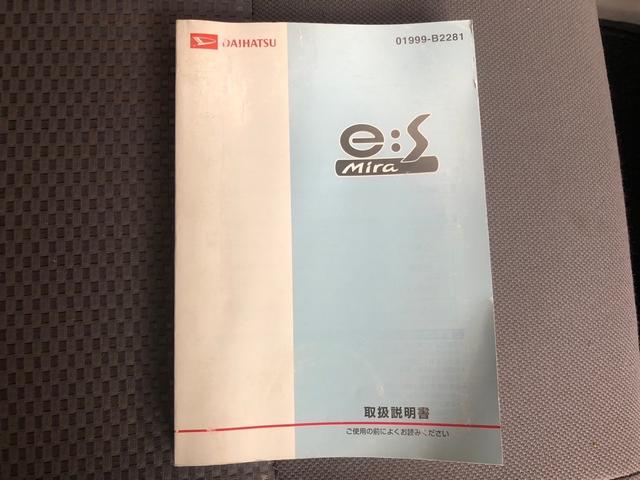 DAIHATSU
01999-B2281
e:S
Mira
取扱説明書
ご使用の前によくお読みください